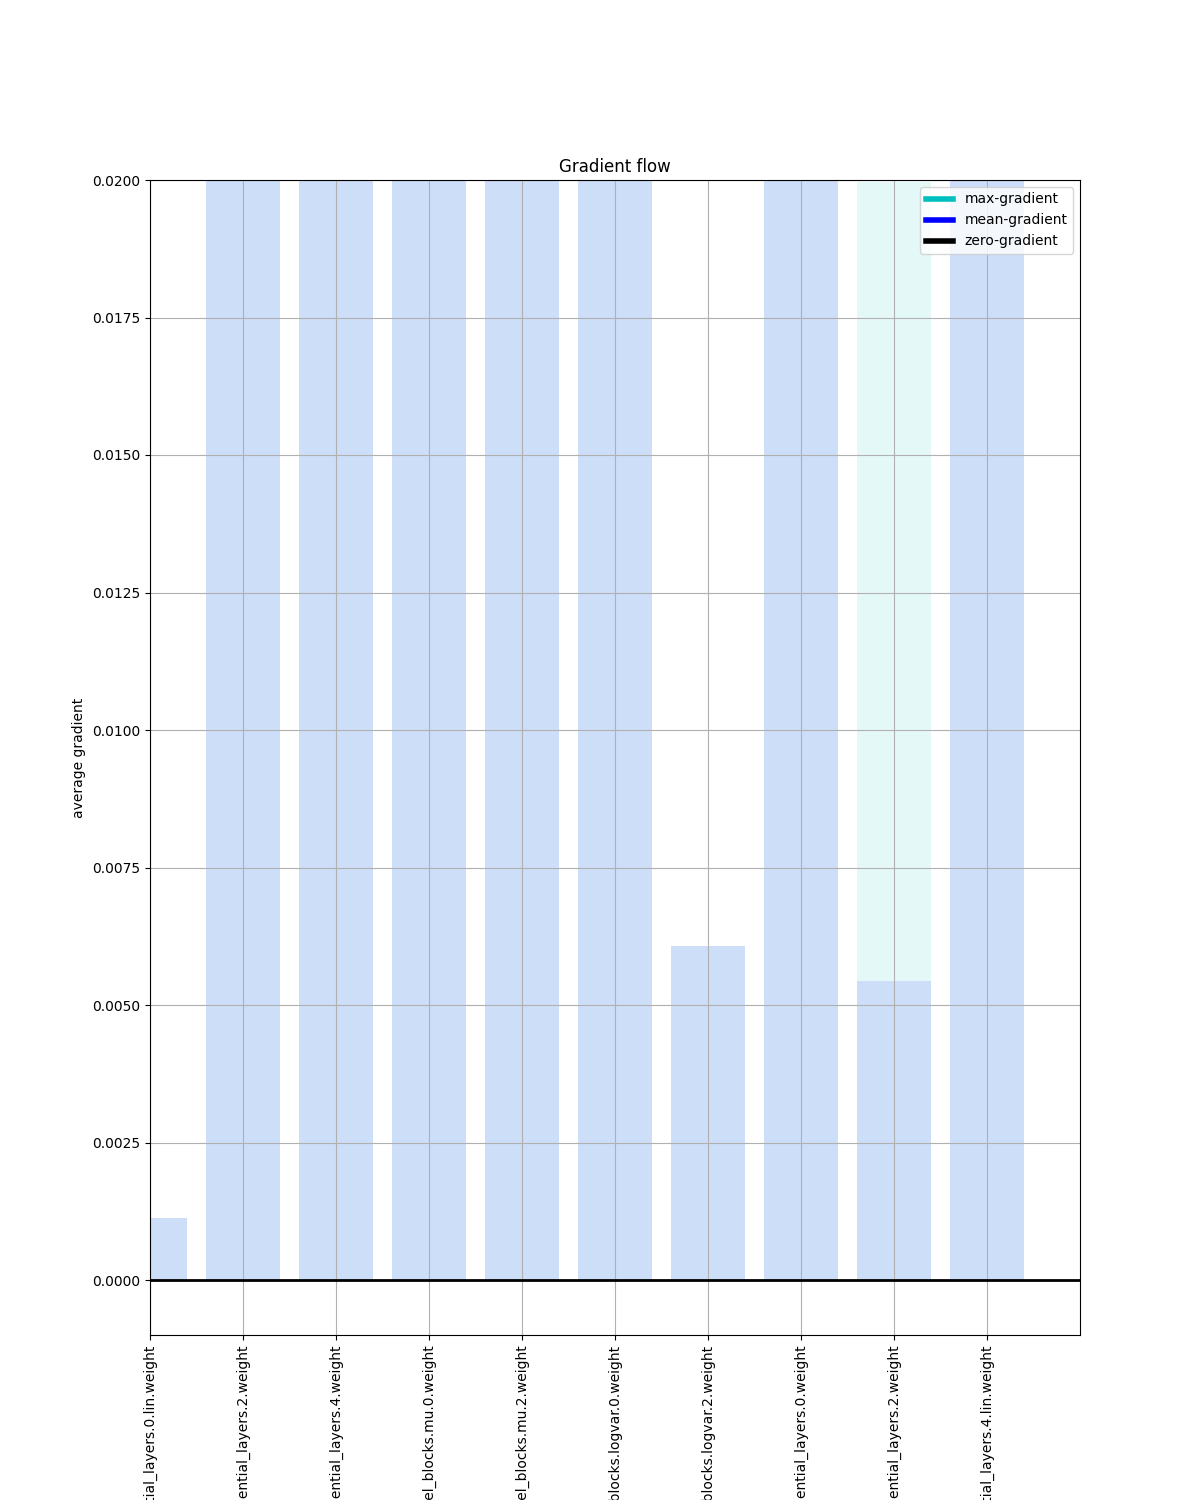 Gradient flow
max-gradient
mean-gradient
zero-gradient
0.0200
0.0175
0.0150
0.0125
0.0100
0.0075
0.0050
0.0025
0.0000
average gradient
tial_layers.0.lin.weight
ential_layers.2.weight
ential_layers.4.weight
el_blocks.mu.0.weight
el_blocks.mu.2.weight
blocks.logvar.0.weight
blocks.logvar.2.weight
ential_layers.0.weight
ential_layers.2.weight
tial_layers.4.lin.weight